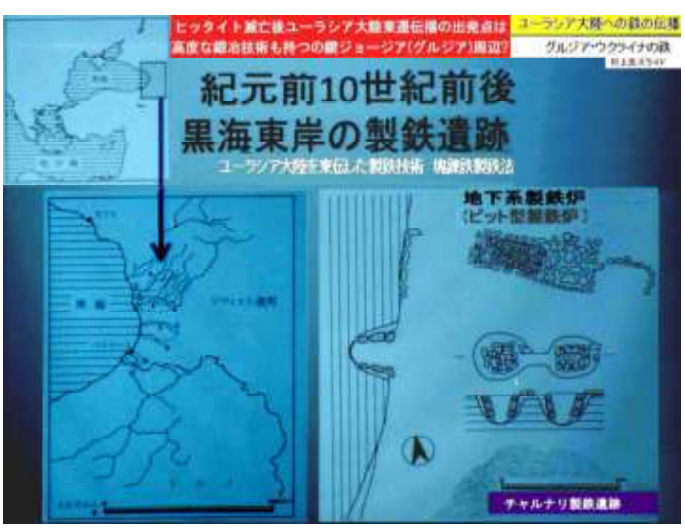 ヒッタイト滅亡後ユーラシア大陸東遷伝播の出発点は
高度な鍛冶技術も持つの鍵ジョージア(グルジア)周辺?
ユーラシア大陸への鉄の伝播
グルジア・ウクライナの鉄
紀元前10世紀前後
黒海東岸の製鉄遺跡
ユーラシア大陸を東伝した製鉄技術 塊錬鉄製鉄法
地下系製鉄炉
(ピット型製鉄炉)
チャルナリ製鉄遺跡